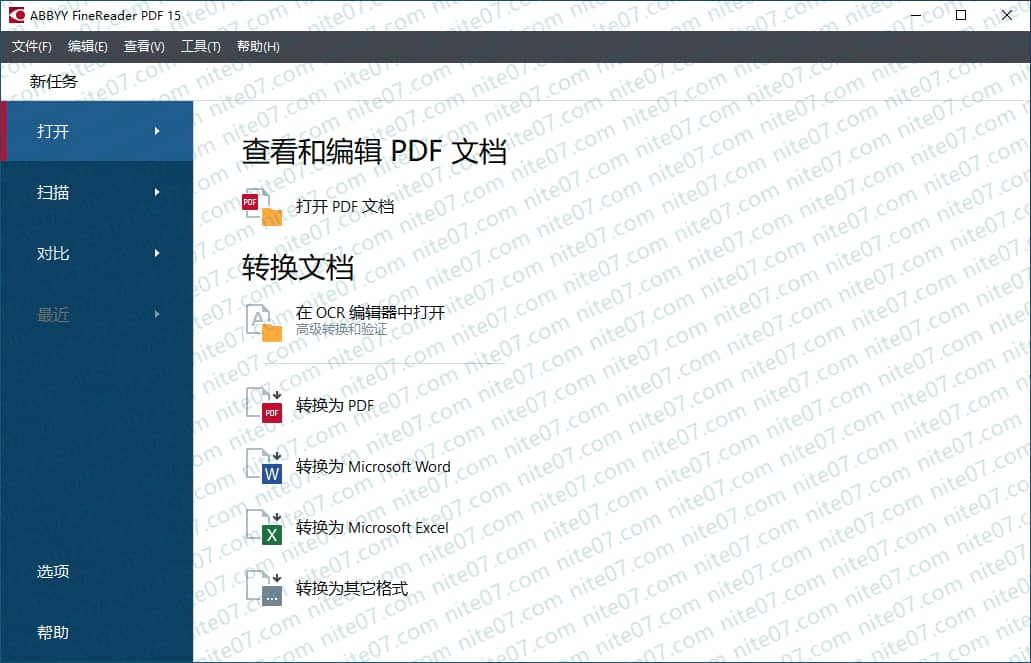 ABBYY FineReader PDF 15
文件(F) 编辑(E) 查看(V) 工具(T) 帮助(H)
新任务
打开
扫描
对比
最近
选项
帮助
查看和编辑 PDF 文档
PDF
打开 PDF 文档
转换文档
A
在 OCR 编辑器中打开
高级转换和验证
PDF
转换为 PDF
W
转换为 Microsoft Word
X
转换为 Microsoft Excel
...
转换为其它格式
nite07.com